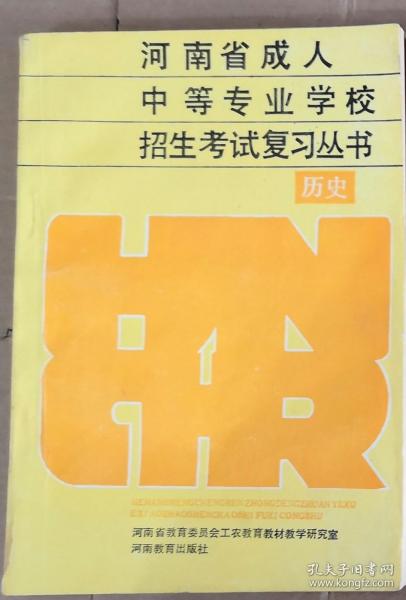 河南省成人
中等专业学校
招生考试复习丛书
历史
河南省教育委员会工农教育教材教学研究室
河南教育出版社
孔夫子旧书网
www.kongfz.com